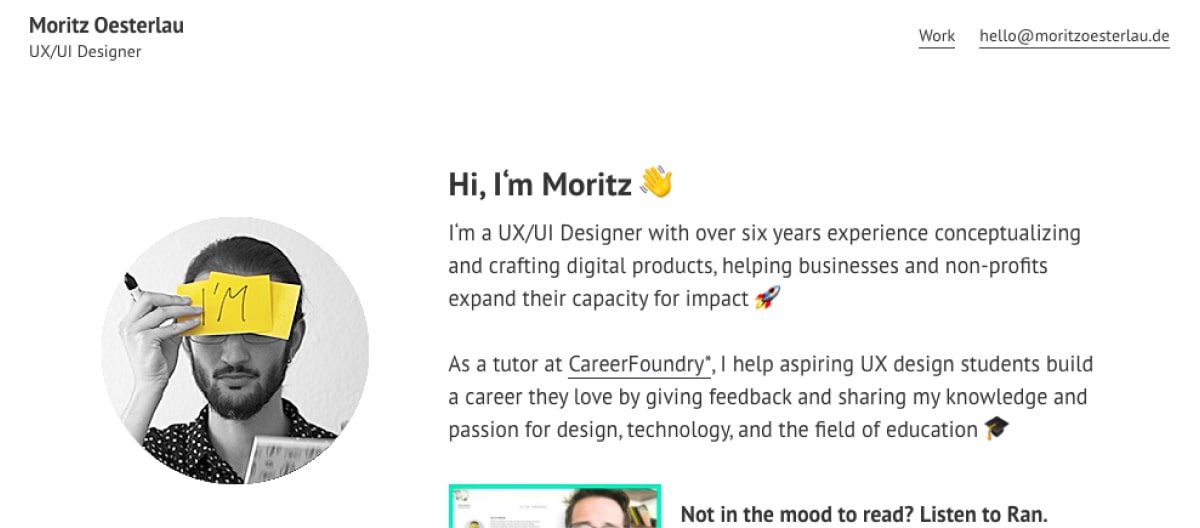 Moritz Oesterlau
UX/UI Designer
Work
hello@moritzoesterlau.de
Hi, I‘m Moritz 👋
I‘m a UX/UI Designer with over six years experience conceptualizing
and crafting digital products, helping businesses and non-profits
expand their capacity for impact 🚀
I'M
As a tutor at CareerFoundry*, I help aspiring UX design students build
a career they love by giving feedback and sharing my knowledge and
passion for design, technology, and the field of education 🎓
Not in the mood to read? Listen to Ran.